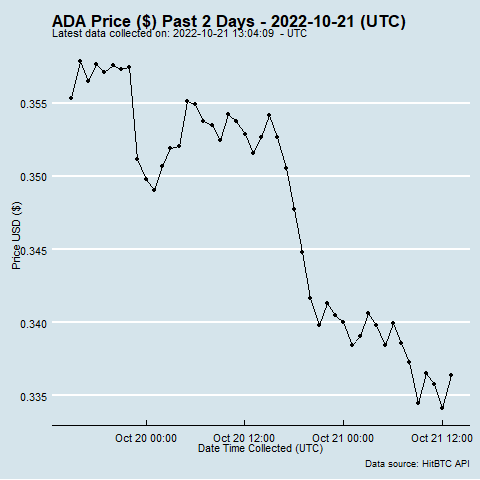 ADA Price ($) Past 2 Days - 2022-10-21 (UTC)
Latest data collected on: 2022-10-21 13:04:09 - UTC
0.355
0.350
0.345
0.340
0.335
Price USD ($)
Oct 20 00:00 Oct 20 12:00 Oct 21 00:00 Oct 21 12:00
Date Time Collected (UTC)
Data source: HitBTC API